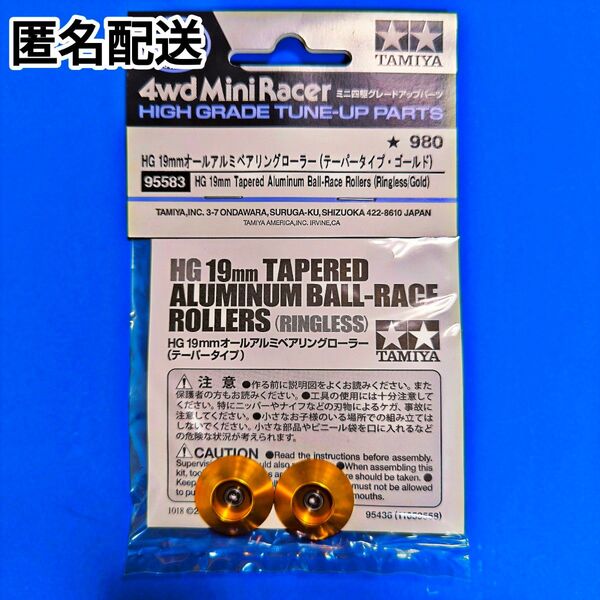 匿名配送
TAMIYA
4wd Mini Racer ミニ四駆グレードアップパーツ
HIGH GRADE TUNE-UP PARTS
★ 980
HG 19mmオールアルミベアリングローラー(テーパータイプ・ゴールド)
95583 HG 19mm Tapered Aluminum Ball-Race Rollers (Ringless/Gold)
TAMIYA,INC. 3-7 ONDAWARA, SURUGA-KU, SHIZUOKA 422-8610 JAPAN
TAMIYA AMERICA,INC. IRVINE,CA
HG 19mm TAPERED
ALUMINUM BALL-RACE
ROLLERS (RINGLESS)
HG 19mmオールアルミベアリングローラー
(テーパータイプ)
TAMIYA
注意 ●作る前に説明図をよくお読みください。また
保護者の方もお読みください。●工具の使用には十分注意して
ください。特にニッパーやナイフなどの刃物によるケガ、事故に
注意してください。●小さなお子様のいる場所での組み立ては
しないでください。小さな部品やビニール袋を口に入れるなど
の危険な状況が考えられます。
CAUTION ●Read the instructions before assembly.
should also ●When assembling this
kit, should be taken. ●
must not be allowed
to mouths.
1018 ©2
95436